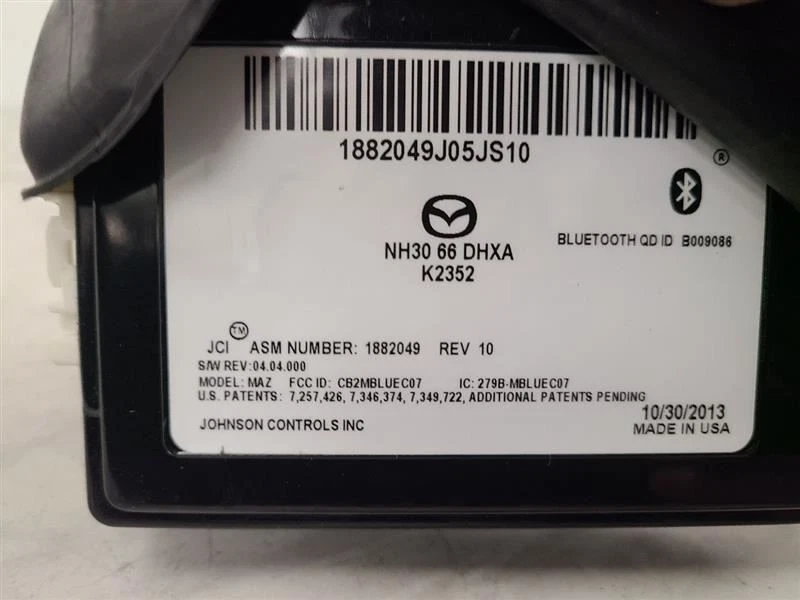 1882049J05JS10
®
NH30 66 DHXA
K2352
BLUETOOTH QD ID B009086
JCI™ ASM NUMBER: 1882049 REV 10
S/W REV:04.04.000
MODEL: MAZ FCC ID: CB2MBLUEC07 IC: 279B-MBLUEC07
U.S. PATENTS: 7,257,426, 7,346,374, 7,349,722, ADDITIONAL PATENTS PENDING
JOHNSON CONTROLS INC
10/30/2013
MADE IN USA